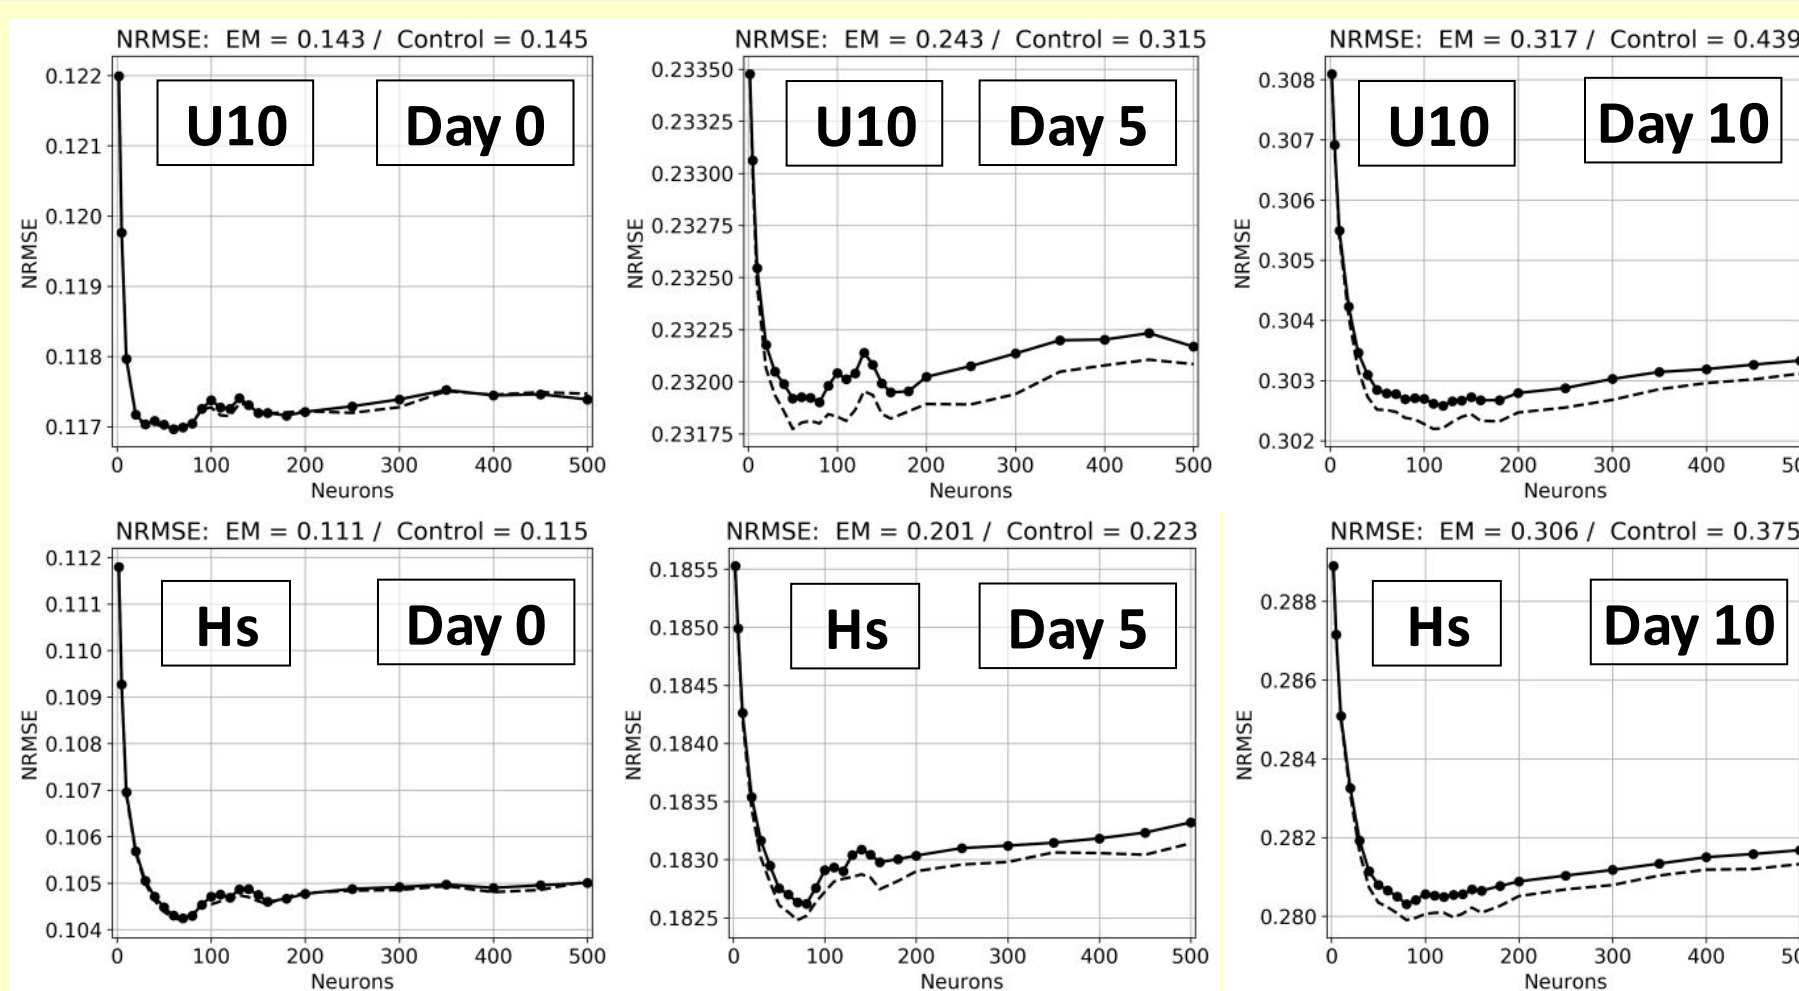 NRMSE: EM = 0.143 / Control = 0.145
U10
Day 0
0.122
0.121
0.120
0.119
0.118
0.117
NRMSE
0 100 200 300 400 500
Neurons
NRMSE: EM = 0.243 / Control = 0.315
U10
Day 5
0.23350
0.23325
0.23300
0.23275
0.23250
0.23225
0.23200
0.23175
NRMSE
0 100 200 300 400 500
Neurons
NRMSE: EM = 0.317 / Control = 0.439
U10
Day 10
0.308
0.307
0.306
0.305
0.304
0.303
0.302
NRMSE
0 100 200 300 400 50
Neurons
NRMSE: EM = 0.111 / Control = 0.115
Hs
Day 0
0.112
0.111
0.110
0.109
0.108
0.107
0.106
0.105
0.104
NRMSE
0 100 200 300 400 500
Neurons
NRMSE: EM = 0.201 / Control = 0.223
Hs
Day 5
0.1855
0.1850
0.1845
0.1840
0.1835
0.1830
0.1825
NRMSE
0 100 200 300 400 500
Neurons
NRMSE: EM = 0.306 / Control = 0.375
Hs
Day 10
0.288
0.286
0.284
0.282
0.280
NRMSE
0 100 200 300 400 50
Neurons